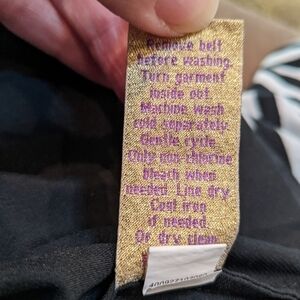 Remove belt
before washing.
Turn garment
inside out.
Machine wash
cold separately.
Gentle cycle.
Only non-chlorine
Bleach when
needed. Line dry.
Cool iron
if needed.
Or dry clean.